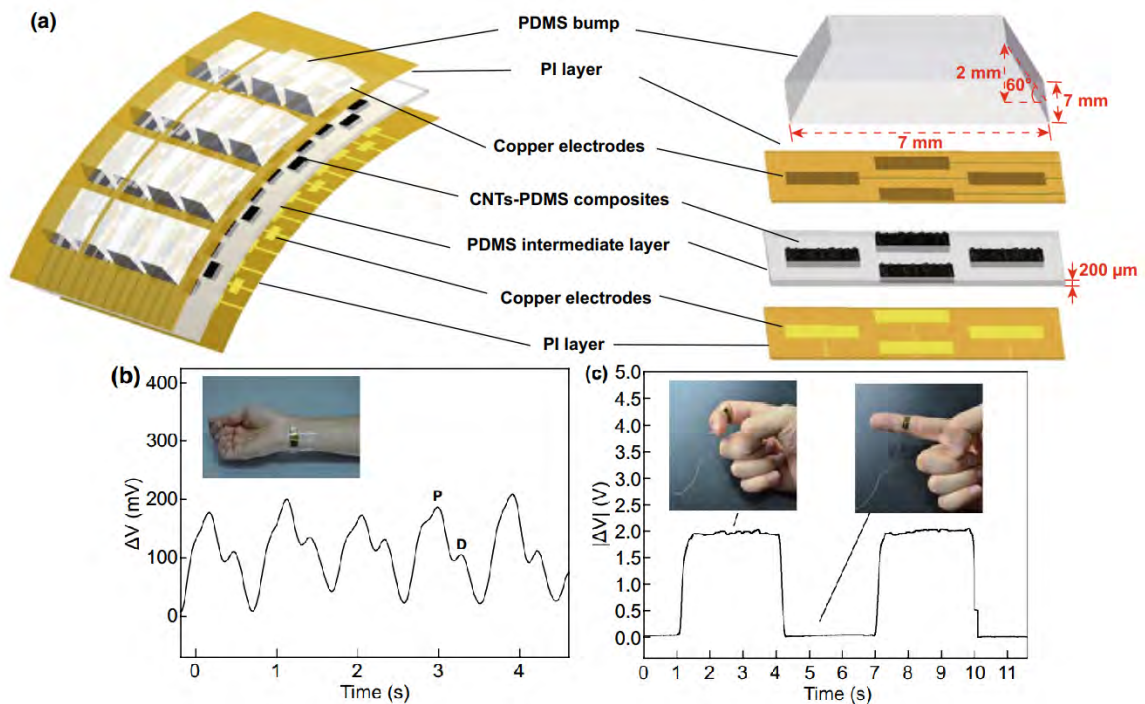 (a)
PDMS bump
PI layer
Copper electrodes
CNTs-PDMS composites
PDMS intermediate layer
Copper electrodes
PI layer
2 mm
60°
7 mm
7 mm
200 µm
(b)
400
300
200
100
0
ΔV (mV)
P
D
0 1 2 3 4
Time (s)
(c)
5.0
4.5
4.0
3.5
3.0
2.5
2.0
1.5
1.0
0.5
0.0
|ΔV| (V)
0 1 2 3 4 5 6 7 8 9 10 11
Time (s)